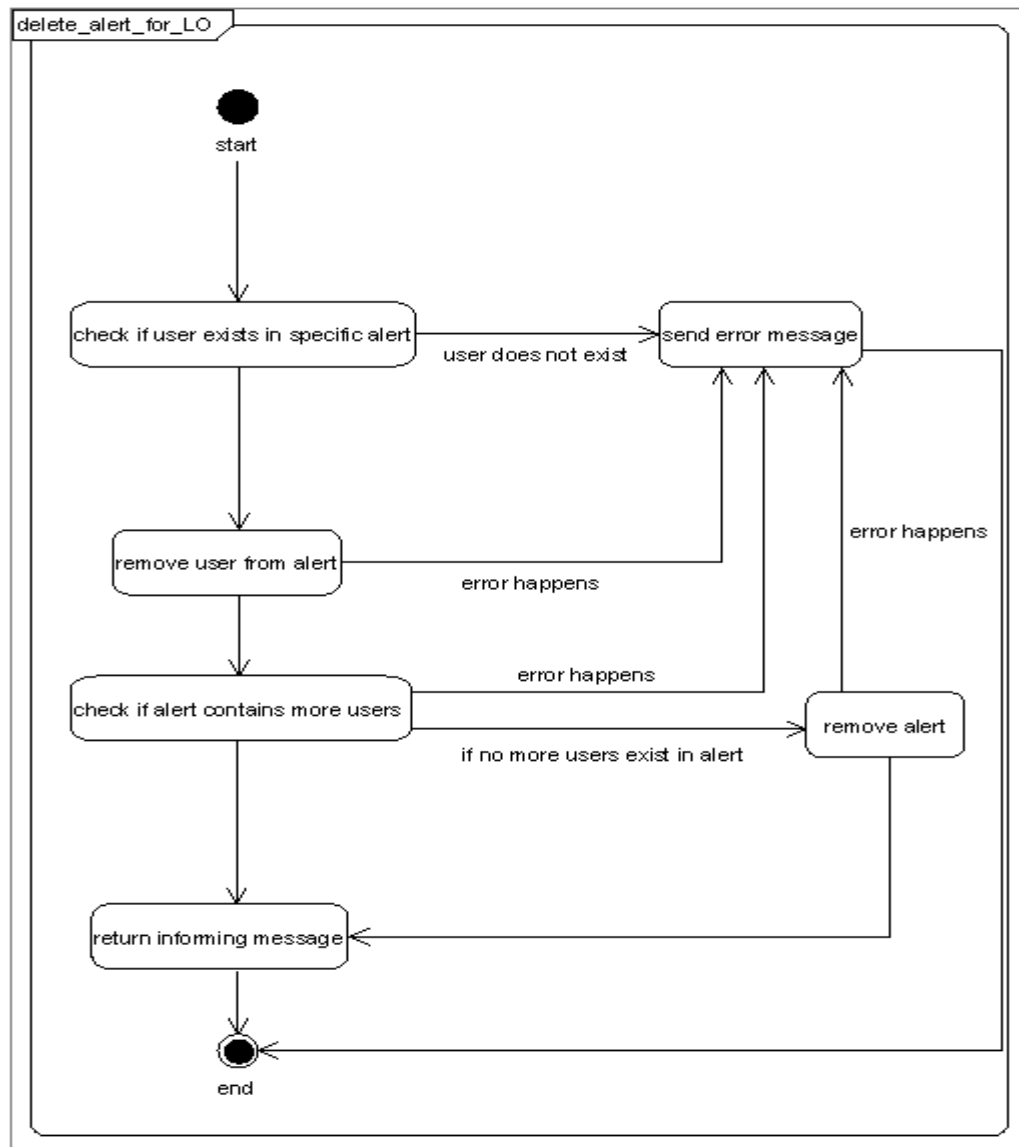 delete_alert_for_LO
start
check if user exists in specific alert
user does not exist
send error message
error happens
remove user from alert
error happens
error happens
check if alert contains more users
if no more users exist in alert
remove alert
return informing message
end